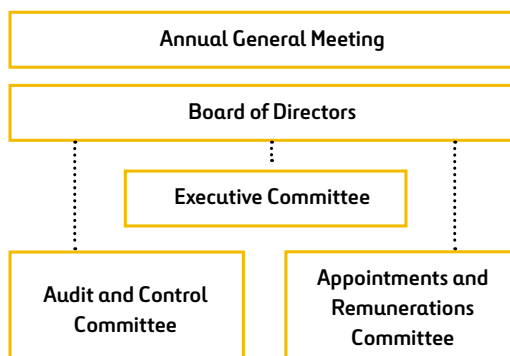 Annual General Meeting
Board of Directors
Executive Committee
Audit and Control
Committee
Appointments and
Remunerations
Committee